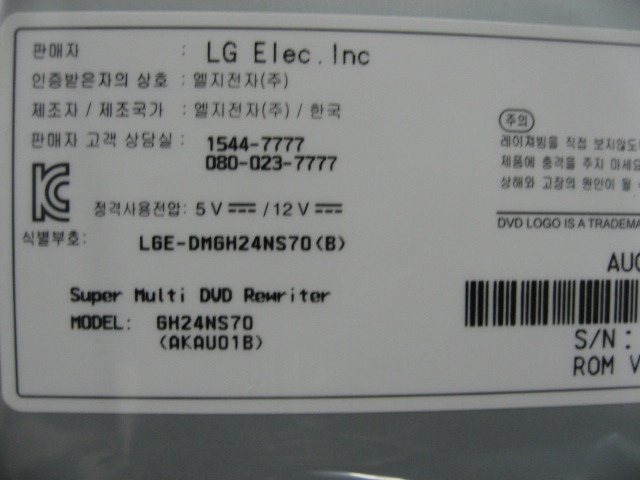 판매자 : LG Elec. Inc
인증받은자의 상호 : 엘지전자(주)
제조자 / 제조국가 : 엘지전자(주) / 한국
판매자 고객 상담실 : 1544-7777
080-023-7777
KC
정격사용전압: 5 V / 12 V
식별부호: LGE-DMGH24NS70(B)
Super Multi DVD Rewriter
MODEL: GH24NS70
(AKAU01B)
주의
레이져빔을 직접 보지않도
제품에 충격을 주지 마세요
상해와 고장의 원인이 될
DVD LOGO IS A TRADEMA
AUG
S/N :
ROM V